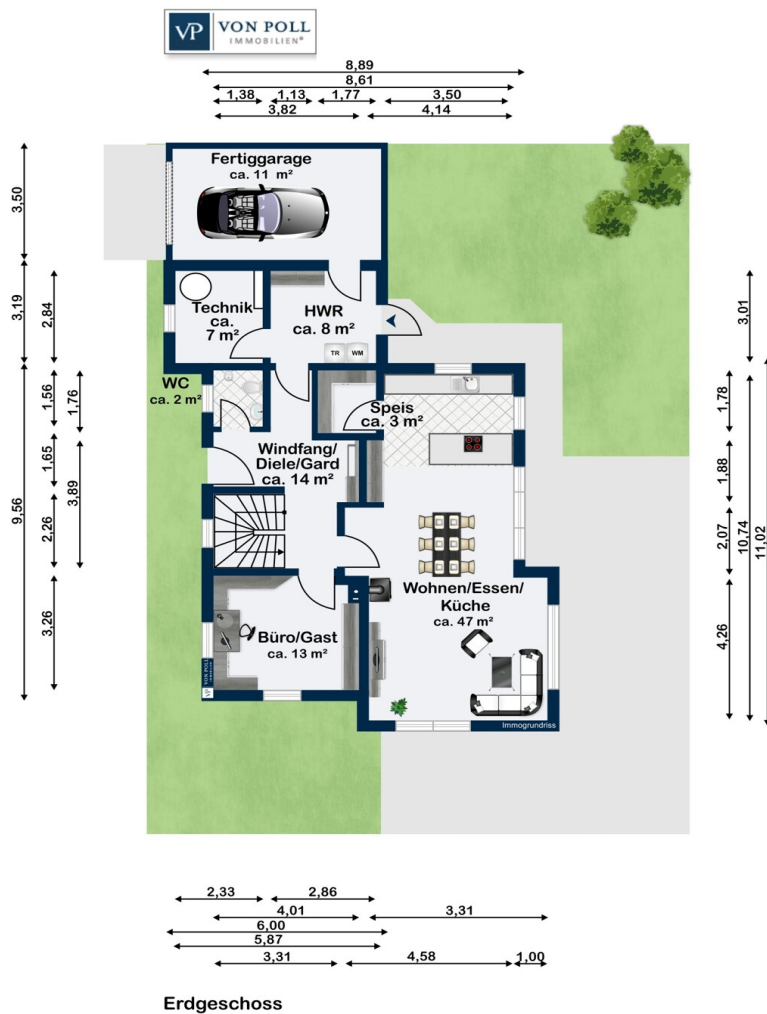 VP VON POLL
IMMOBILIEN®
8,89
8,61
1,38 1,13 1,77 3,50
3,82 4,14
Fertiggarage
ca. 11 m²
3,50
3,19
2,84
3,01
Technik
ca.
7 m²
HWR
ca. 8 m²
TR WM
WC
ca. 2 m²
Speis
ca. 3 m²
1,56
1,76
1,78
Windfang/
Diele/Gard
ca. 14 m²
1,65
3,89
1,88
9,56
2,26
2,07
10,74
11,02
Wohnen/Essen/
Küche
ca. 47 m²
3,26
4,26
Büro/Gast
ca. 13 m²
VP VON POLL
IMMOBILIEN
Immogrundriss
2,33 2,86
4,01 3,31
6,00
5,87
3,31 4,58 1,00
Erdgeschoss